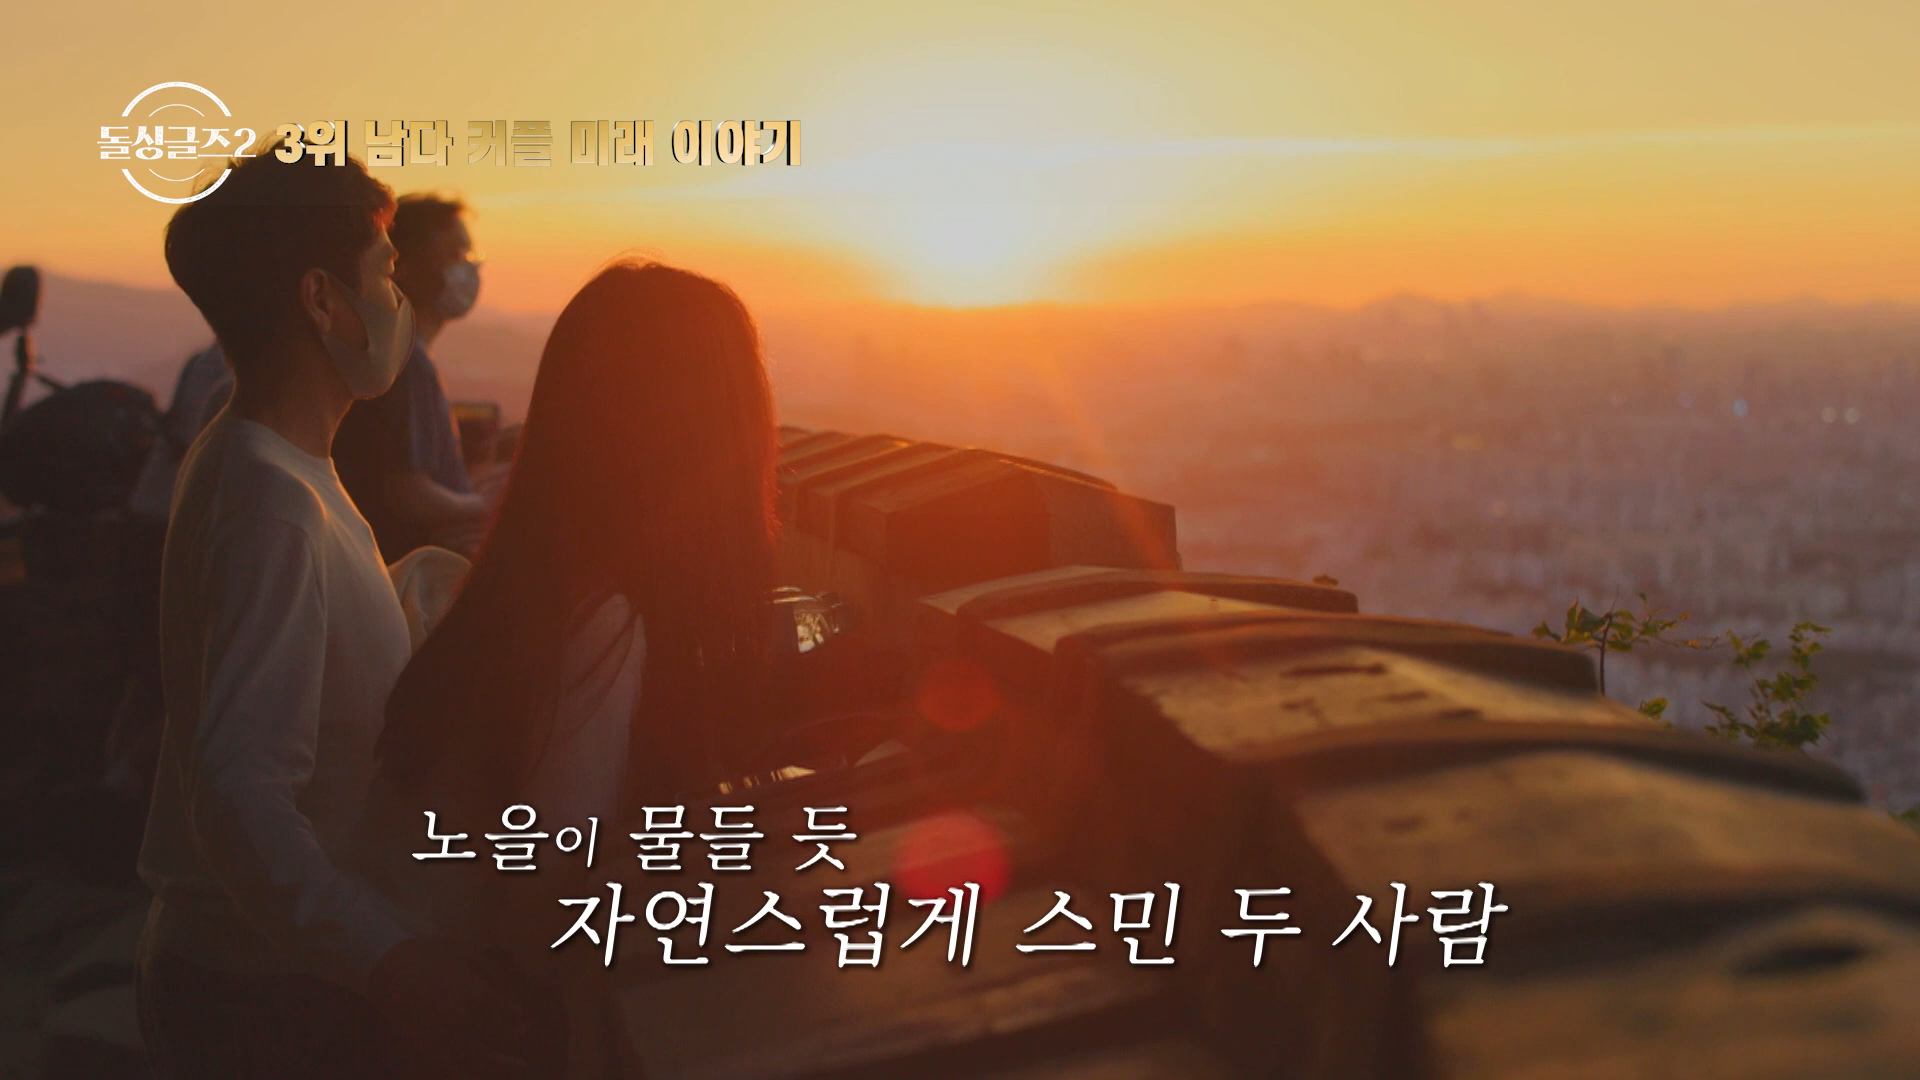 돌싱글즈2 3위 남다 커플 미래 이야기
노을이 물들 듯
자연스럽게 스민 두 사람